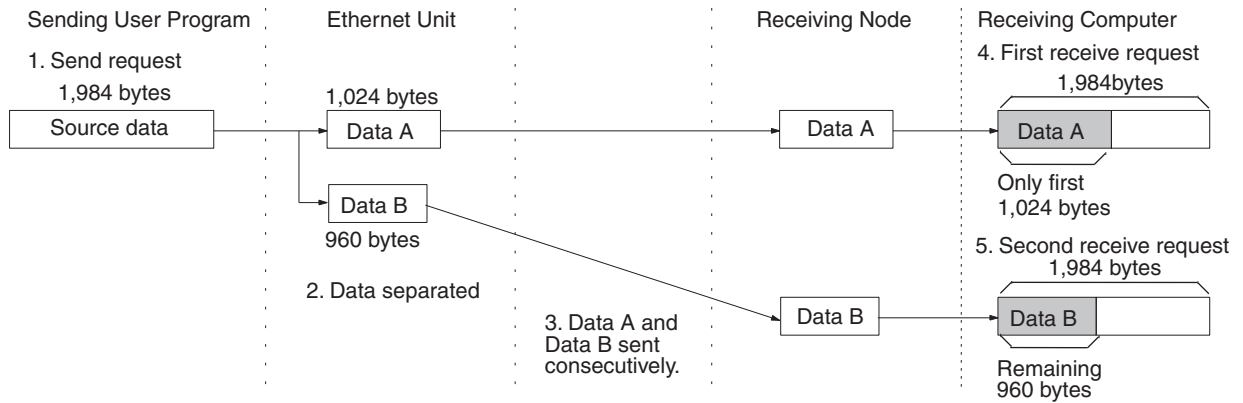 Sending User Program
Ethernet Unit
Receiving Node
Receiving Computer
1. Send request
1,984 bytes
Source data
1,024 bytes
Data A
Data B
960 bytes
2. Data separated
3. Data A and
Data B sent
consecutively.
Data A
Data B
4. First receive request
1,984bytes
Data A
Only first
1,024 bytes
5. Second receive request
1,984 bytes
Data B
Remaining
960 bytes